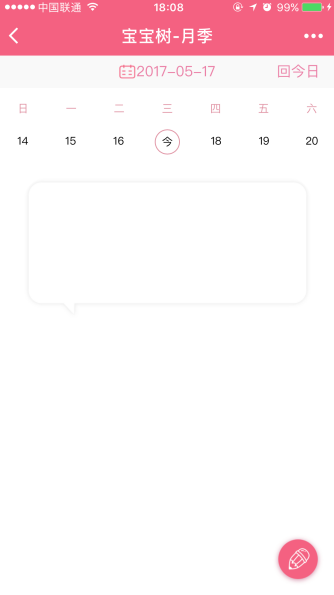 中国联通 18:08 99%
宝宝树-月季
2017-05-17 回今日
日 一 二 三 四 五 六
14 15 16 今 18 19 20